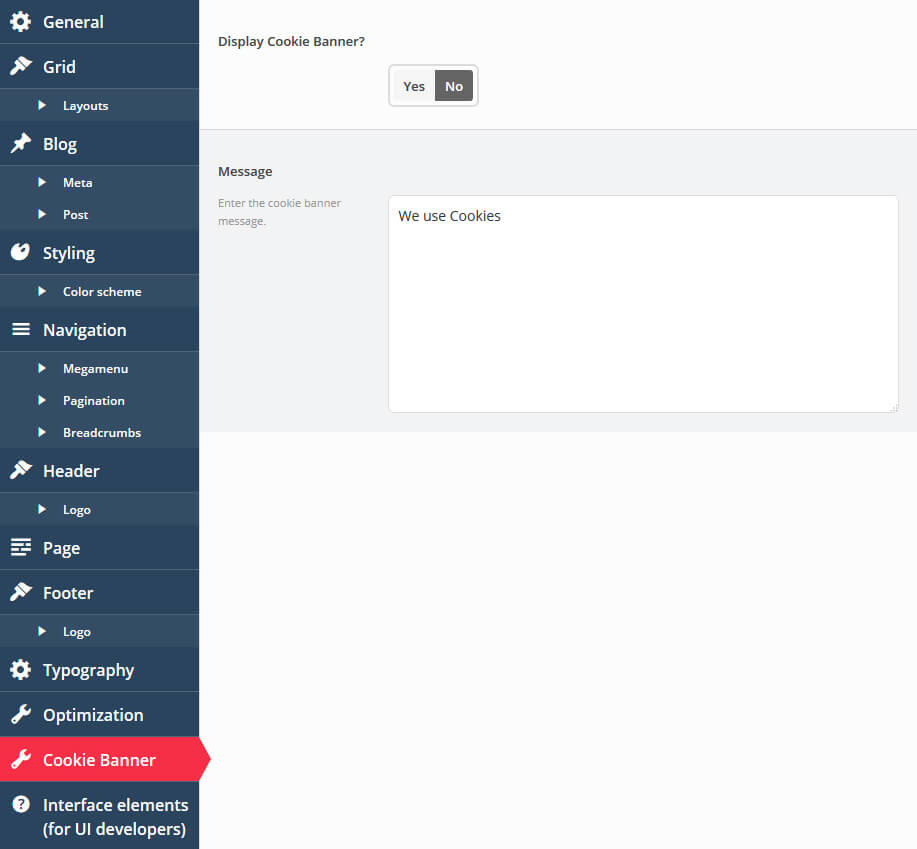 General
Grid
Layouts
Blog
Meta
Post
Styling
Color scheme
Navigation
Megamenu
Pagination
Breadcrumbs
Header
Logo
Page
Footer
Logo
Typography
Optimization
Cookie Banner
Interface elements
(for UI developers)
Display Cookie Banner?
Yes No
Message
Enter the cookie banner
message.
We use Cookies